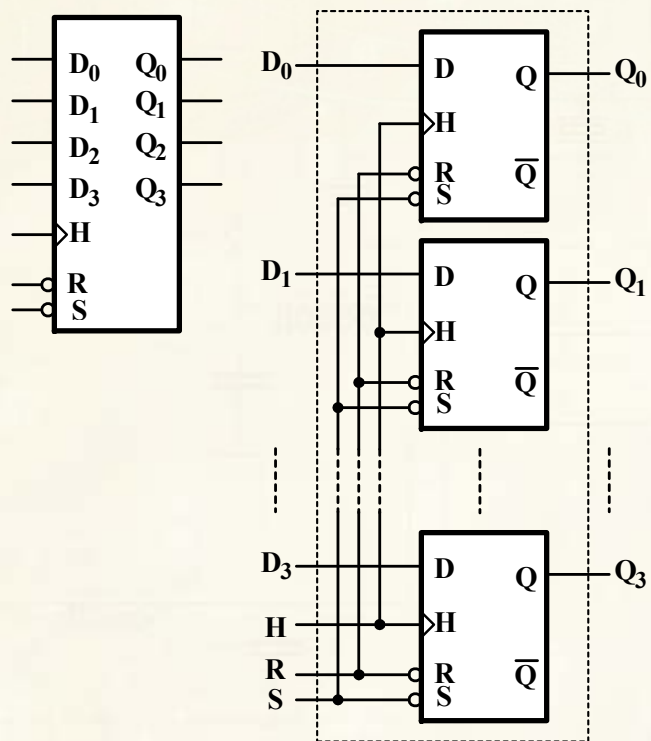 D₀ Q₀
D₁ Q₁
D₂ Q₂
D₃ Q₃
H
R
S
D₀ D Q Q₀
H
R Q̅
S
D₁ D Q Q₁
H
R Q̅
S
D₃ D Q Q₃
H H
R R Q̅
S S